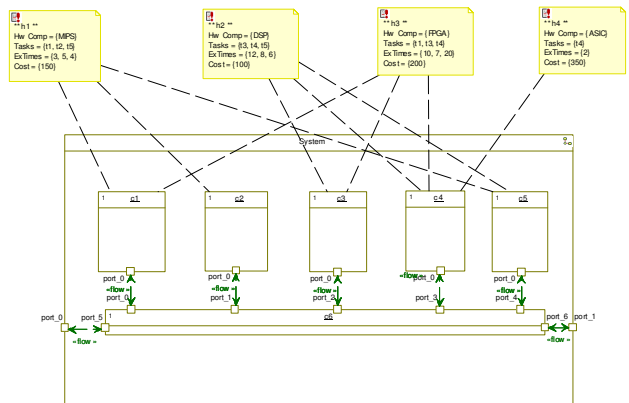 ** h1 **
Hw Comp = {MIPS}
Tasks = {t1, t2, t5}
ExTimes = {3, 5, 4}
Cost = {150}
** h2 **
Hw Comp = {DSP}
Tasks = {t3, t4, t5}
ExTimes = {12, 8, 6}
Cost = {100}
** h3 **
Hw Comp = {FPGA}
Tasks = {t1, t3, t4}
ExTimes = {10, 7, 20}
Cost = {200}
** h4 **
Hw Comp = {ASIC}
Tasks = {t4}
ExTimes = {2}
Cost = {350}
System
1 c1
1 c2
1 c3
1 c4
1 c5
port_0
port_0
port_0
port_0
port_0
«flow»
«flow»
«flow»
«flow»
«flow»
port_0
port_1
port_2
port_3
port_4
port_0
port_5
1 c6
port_6
port_1
«flow»
«flow»